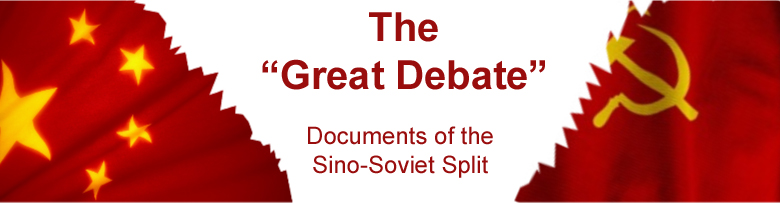 The
“Great Debate”
Documents of the
Sino-Soviet Split